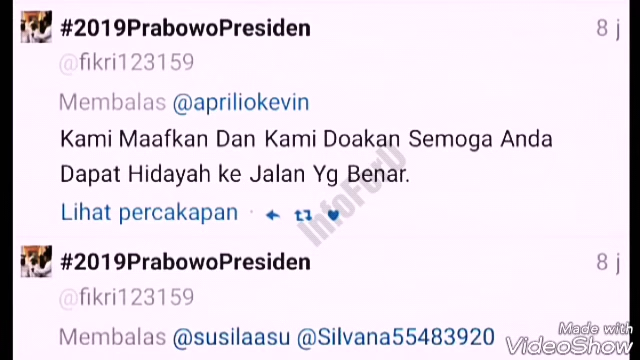 #2019PrabowoPresiden 8 j
@fikri123159
Membalas @apriliokevin
Kami Maafkan Dan Kami Doakan Semoga Anda
Dapat Hidayah ke Jalan Yg Benar.
Lihat percakapan
#2019PrabowoPresiden 8 j
@fikri123159
Membalas @susilaasu @Silvana55483920
Made with
VideoShow